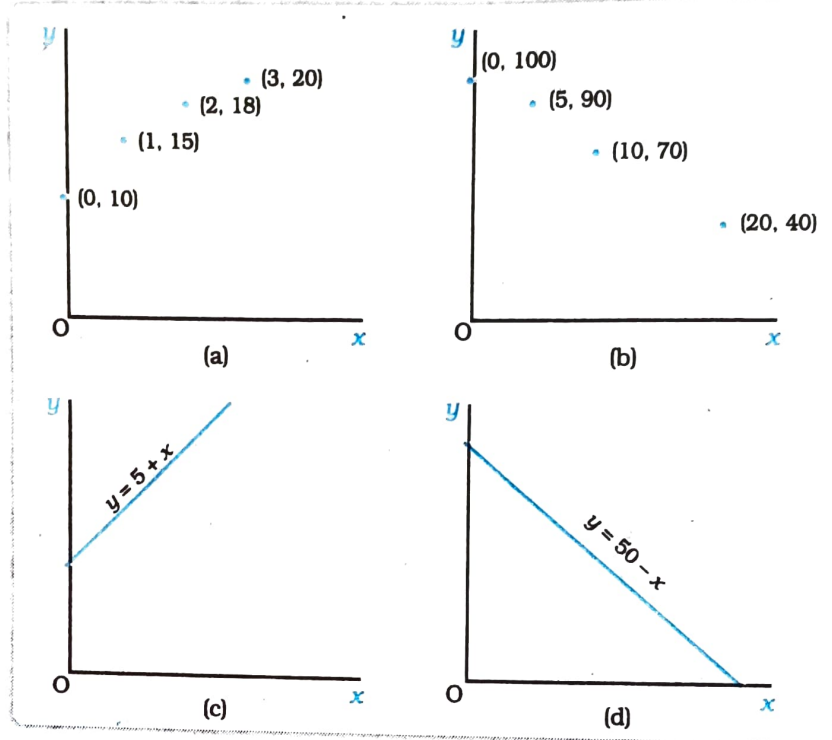 y
(3, 20)
(2, 18)
(1, 15)
(0, 10)
O
x
(a)
y
(0, 100)
(5, 90)
(10, 70)
(20, 40)
O
x
(b)
y
y = 5 + x
O
x
(c)
y
y = 50 – x
O
x
(d)